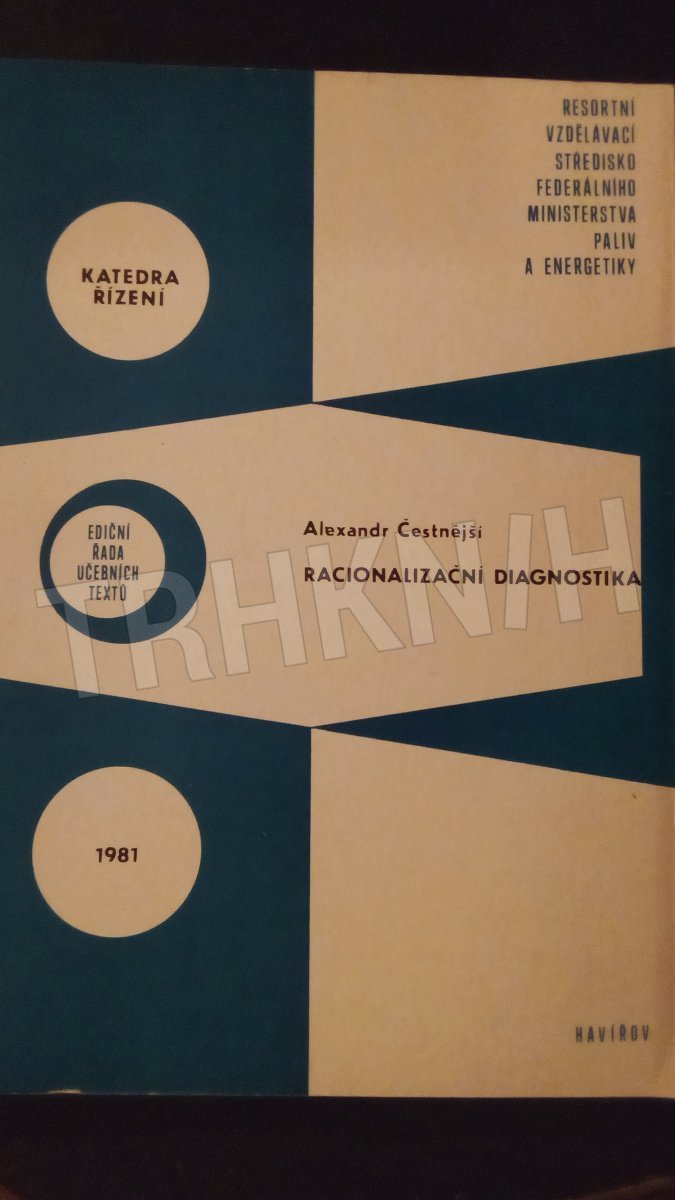 RESORTNÍ
VZDĚLÁVACÍ
STŘEDISKO
FEDERÁLNÍHO
MINISTERSTVA
PALIV
A ENERGETIKY
KATEDRA
ŘÍZENÍ
EDIČNÍ
ŘADA
UČEBNÍCH
TEXTŮ
Alexandr Čestnější
RACIONALIZAČNÍ DIAGNOSTIKA
TRHKNIH
1981
HAVÍŘOV